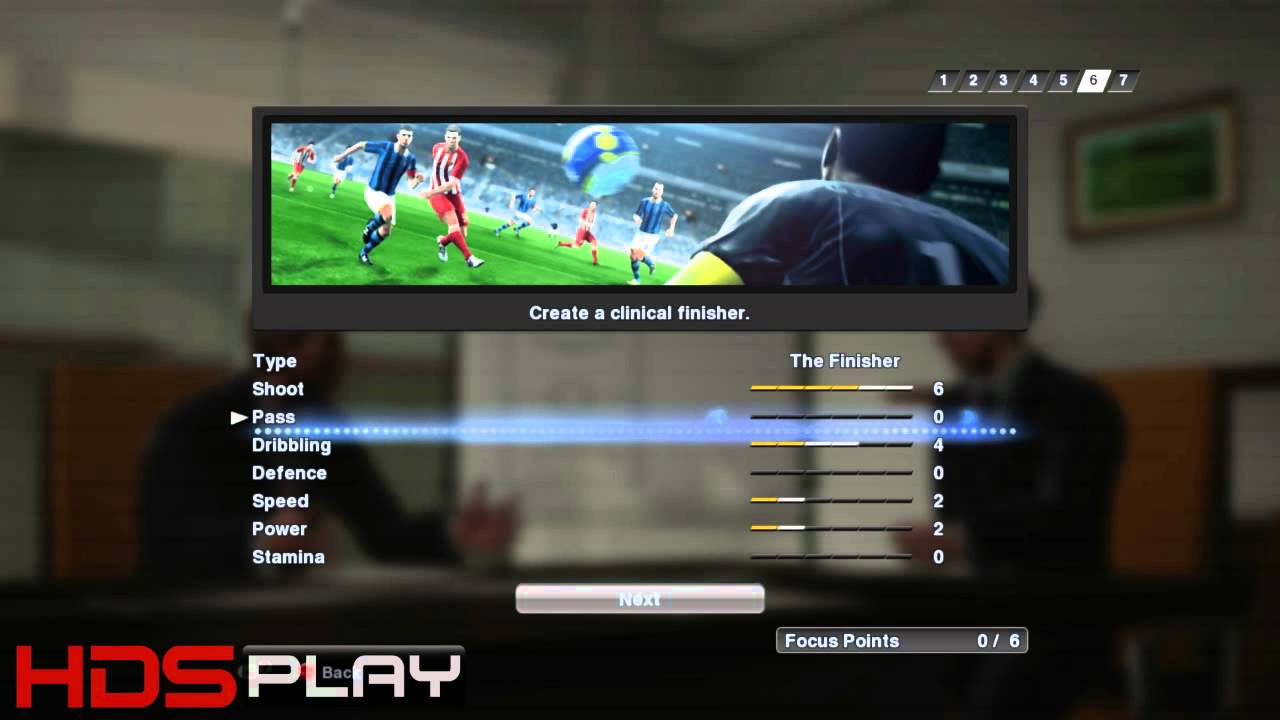 1 2 3 4 5 6 7
Create a clinical finisher.
Type The Finisher
Shoot 6
Pass 0
Dribbling 4
Defence 0
Speed 2
Power 2
Stamina 0
Next
Focus Points 0 / 6
Back
HDSPLAY